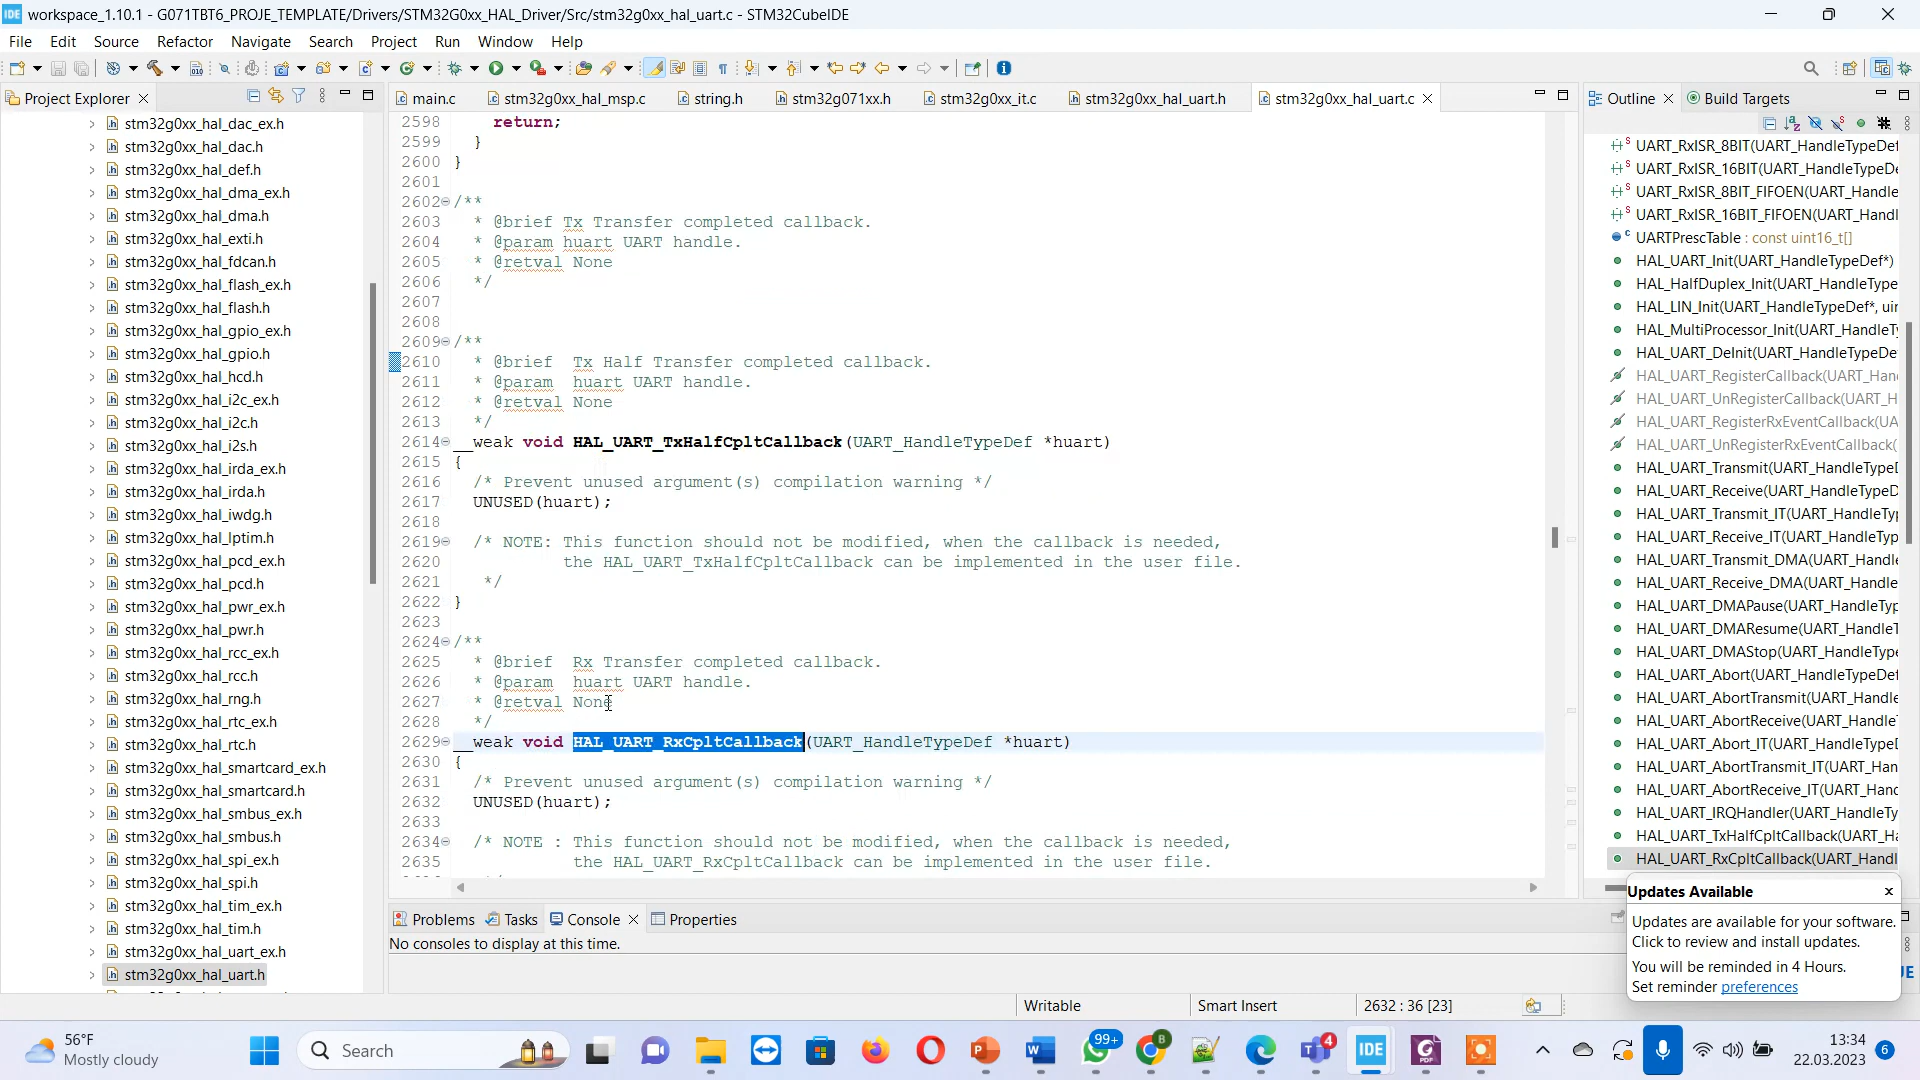 workspace_1.10.1 - G071TBT6_PROJE_TEMPLATE/Drivers/STM32G0xx_HAL_Driver/Src/stm32g0xx_hal_uart.c - STM32CubeIDE
File Edit Source Refactor Navigate Search Project Run Window Help
Project Explorer
stm32g0xx_hal_dac_ex.h
stm32g0xx_hal_dac.h
stm32g0xx_hal_def.h
stm32g0xx_hal_dma_ex.h
stm32g0xx_hal_dma.h
stm32g0xx_hal_exti.h
stm32g0xx_hal_fdcan.h
stm32g0xx_hal_flash_ex.h
stm32g0xx_hal_flash.h
stm32g0xx_hal_gpio_ex.h
stm32g0xx_hal_gpio.h
stm32g0xx_hal_hcd.h
stm32g0xx_hal_i2c_ex.h
stm32g0xx_hal_i2c.h
stm32g0xx_hal_i2s.h
stm32g0xx_hal_irda_ex.h
stm32g0xx_hal_irda.h
stm32g0xx_hal_iwdg.h
stm32g0xx_hal_lptim.h
stm32g0xx_hal_pcd_ex.h
stm32g0xx_hal_pcd.h
stm32g0xx_hal_pwr_ex.h
stm32g0xx_hal_pwr.h
stm32g0xx_hal_rcc_ex.h
stm32g0xx_hal_rcc.h
stm32g0xx_hal_rng.h
stm32g0xx_hal_rtc_ex.h
stm32g0xx_hal_rtc.h
stm32g0xx_hal_smartcard_ex.h
stm32g0xx_hal_smartcard.h
stm32g0xx_hal_smbus_ex.h
stm32g0xx_hal_smbus.h
stm32g0xx_hal_spi_ex.h
stm32g0xx_hal_spi.h
stm32g0xx_hal_tim_ex.h
stm32g0xx_hal_tim.h
stm32g0xx_hal_uart_ex.h
stm32g0xx_hal_uart.h
main.c stm32g0xx_hal_msp.c string.h stm32g071xx.h stm32g0xx_it.c stm32g0xx_hal_uart.h stm32g0xx_hal_uart.c
2598 return;
2599 }
2600 }
2601
2602 /**
2603 * @brief Tx Transfer completed callback.
2604 * @param huart UART handle.
2605 * @retval None
2606 */
2607
2608
2609 /**
2610 * @brief Tx Half Transfer completed callback.
2611 * @param huart UART handle.
2612 * @retval None
2613 */
2614 __weak void HAL_UART_TxHalfCpltCallback(UART_HandleTypeDef *huart)
2615 {
2616 /* Prevent unused argument(s) compilation warning */
2617 UNUSED(huart);
2618
2619 /* NOTE: This function should not be modified, when the callback is needed,
2620 the HAL_UART_TxHalfCpltCallback can be implemented in the user file.
2621 */
2622 }
2623
2624 /**
2625 * @brief Rx Transfer completed callback.
2626 * @param huart UART handle.
2627 * @retval None
2628 */
2629 __weak void HAL_UART_RxCpltCallback(UART_HandleTypeDef *huart)
2630 {
2631 /* Prevent unused argument(s) compilation warning */
2632 UNUSED(huart);
2633
2634 /* NOTE : This function should not be modified, when the callback is needed,
2635 the HAL_UART_RxCpltCallback can be implemented in the user file.
Problems Tasks Console Properties
No consoles to display at this time.
Outline Build Targets
UART_RxISR_8BIT(UART_HandleTypeDef
UART_RxISR_16BIT(UART_HandleTypeDe
UART_RxISR_8BIT_FIFOEN(UART_Handle
UART_RxISR_16BIT_FIFOEN(UART_Handl
UARTPrescTable : const uint16_t[]
HAL_UART_Init(UART_HandleTypeDef*)
HAL_HalfDuplex_Init(UART_HandleType
HAL_LIN_Init(UART_HandleTypeDef*, uin
HAL_MultiProcessor_Init(UART_HandleTy
HAL_UART_DeInit(UART_HandleTypeDe
HAL_UART_RegisterCallback(UART_Han
HAL_UART_UnRegisterCallback(UART_H
HAL_UART_RegisterRxEventCallback(UA
HAL_UART_UnRegisterRxEventCallback(
HAL_UART_Transmit(UART_HandleTypeD
HAL_UART_Receive(UART_HandleTypeD
HAL_UART_Transmit_IT(UART_HandleTy
HAL_UART_Receive_IT(UART_HandleTyp
HAL_UART_Transmit_DMA(UART_Handle
HAL_UART_Receive_DMA(UART_Handle
HAL_UART_DMAPause(UART_HandleTyp
HAL_UART_DMAResume(UART_HandleT
HAL_UART_DMAStop(UART_HandleType
HAL_UART_Abort(UART_HandleTypeDef
HAL_UART_AbortTransmit(UART_Handle
HAL_UART_AbortReceive(UART_HandleT
HAL_UART_Abort_IT(UART_HandleTypeD
HAL_UART_AbortTransmit_IT(UART_Han
HAL_UART_AbortReceive_IT(UART_Hand
HAL_UART_IRQHandler(UART_HandleTy
HAL_UART_TxHalfCpltCallback(UART_Ha
HAL_UART_RxCpltCallback(UART_Handl
Updates Available
Updates are available for your software.
Click to review and install updates.
You will be reminded in 4 Hours.
Set reminder preferences
Writable Smart Insert 2632 : 36 [23]
56°F
Mostly cloudy
Search
99+
B
4
IDE
13:34
22.03.2023
6